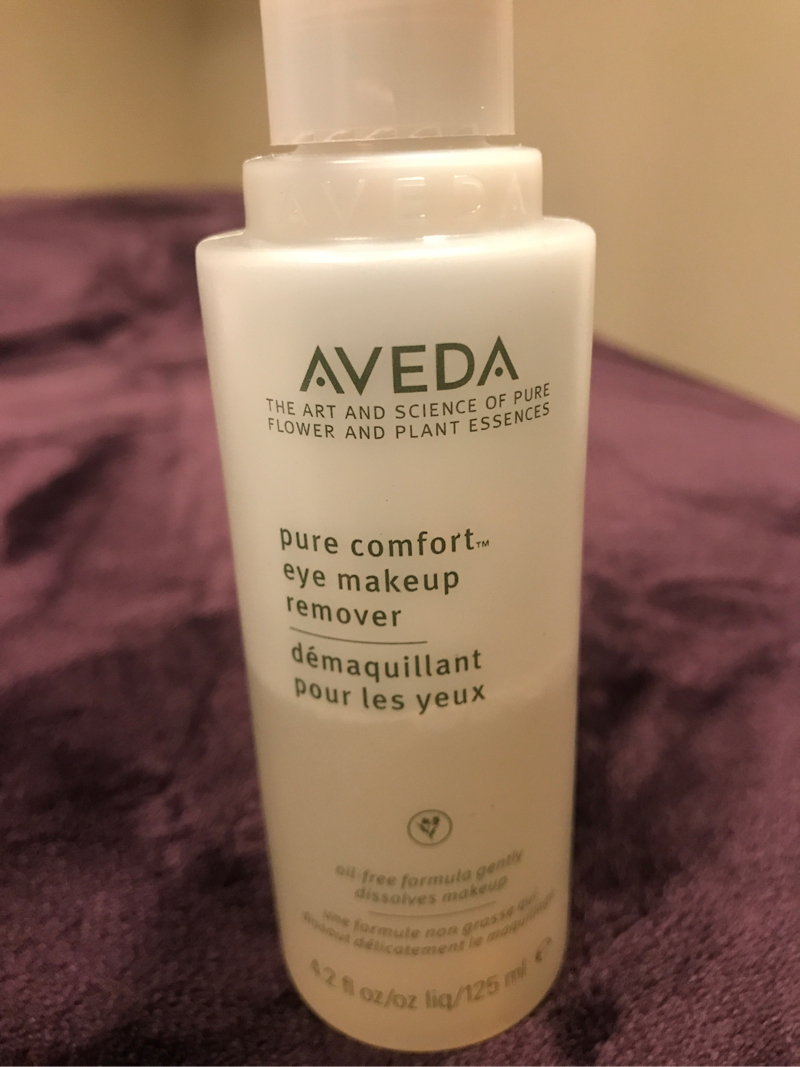 AVEDA
AVEDA
THE ART AND SCIENCE OF PURE
FLOWER AND PLANT ESSENCES
pure comfort™
eye makeup
remover
démaquillant
pour les yeux
oil-free formula gently
dissolves makeup
une formule non grasse qui
dissout délicatement le maquillage
4.2 fl oz/oz liq/125 ml e